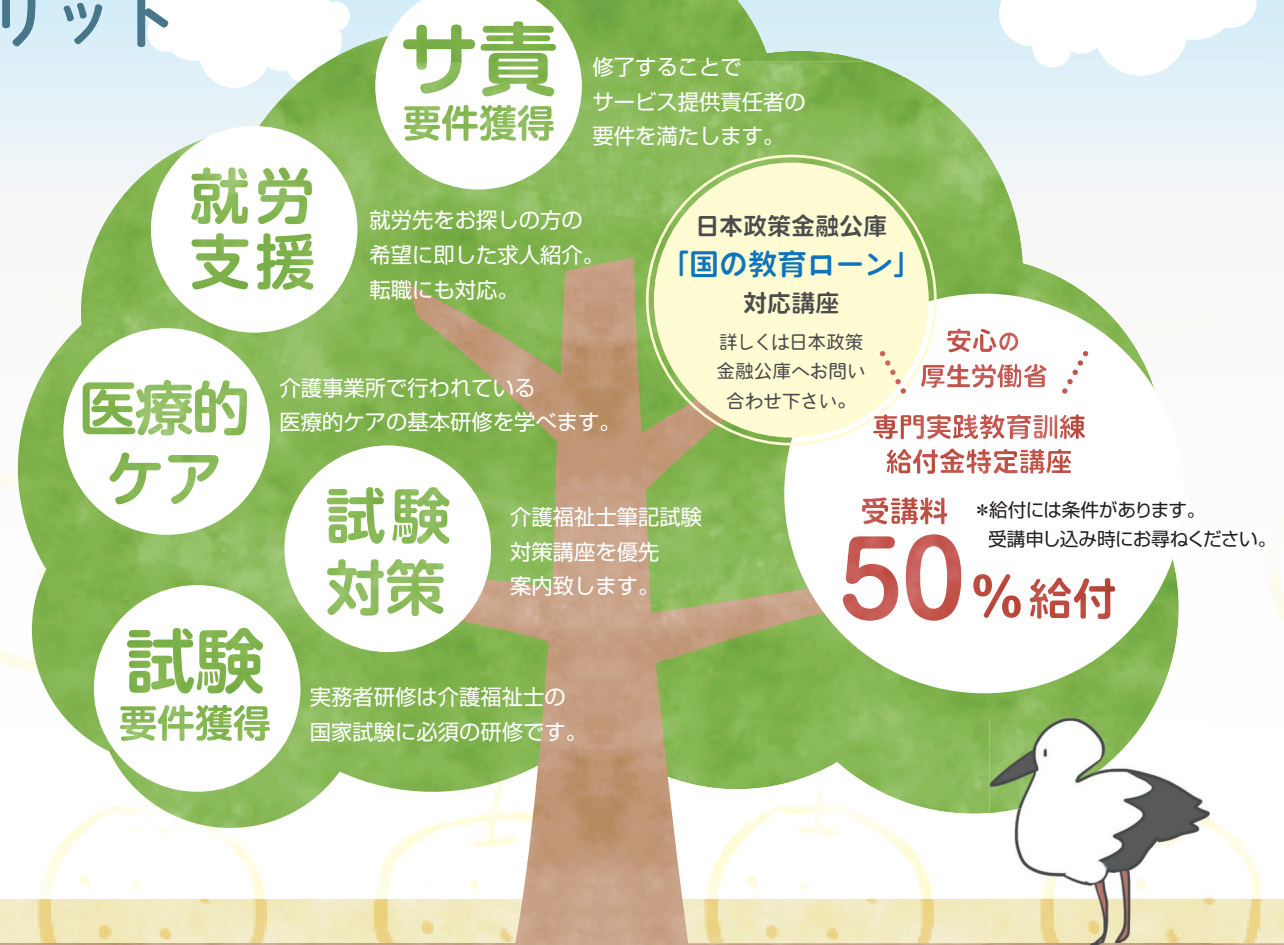 リット
サ責
要件獲得
修了することで
サービス提供責任者の
要件を満たします。
就労
支援
就労先をお探しの方の
希望に即した求人紹介。
転職にも対応。
日本政策金融公庫
「国の教育ローン」
対応講座
詳しくは日本政策
金融公庫へお問い
合わせ下さい。
安心の
厚生労働省
専門実践教育訓練
給付金特定講座
受講料
*給付には条件があります。
受講申し込み時にお尋ねください。
50%給付
医療的
ケア
介護事業所で行われている
医療的ケアの基本研修を学べます。
試験
対策
介護福祉士筆記試験
対策講座を優先
案内致します。
試験
要件獲得
実務者研修は介護福祉士の
国家試験に必須の研修です。